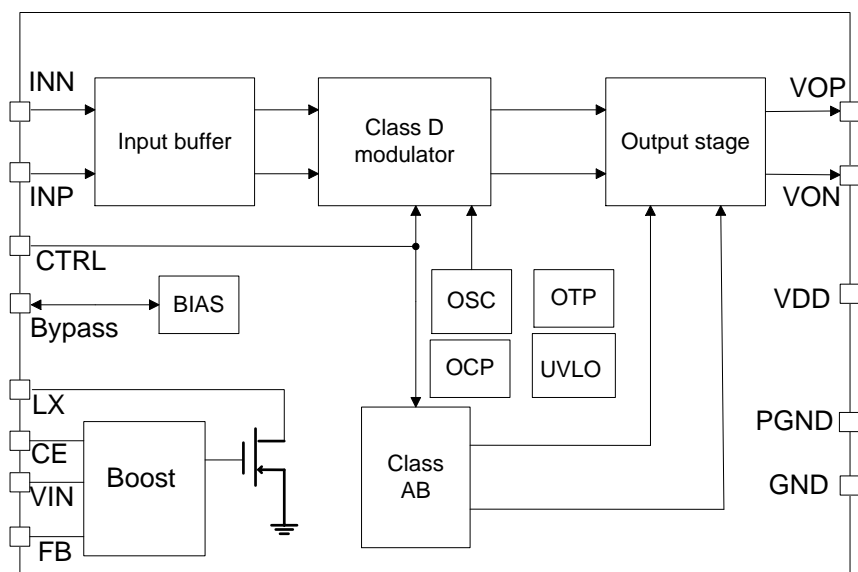 INN
VOP
Input buffer
Class D
modulator
Output stage
INP
VON
CTRL
OSC
OTP
VDD
BIAS
Bypass
OCP
UVLO
LX
PGND
CE
Boost
Class
AB
VIN
GND
FB